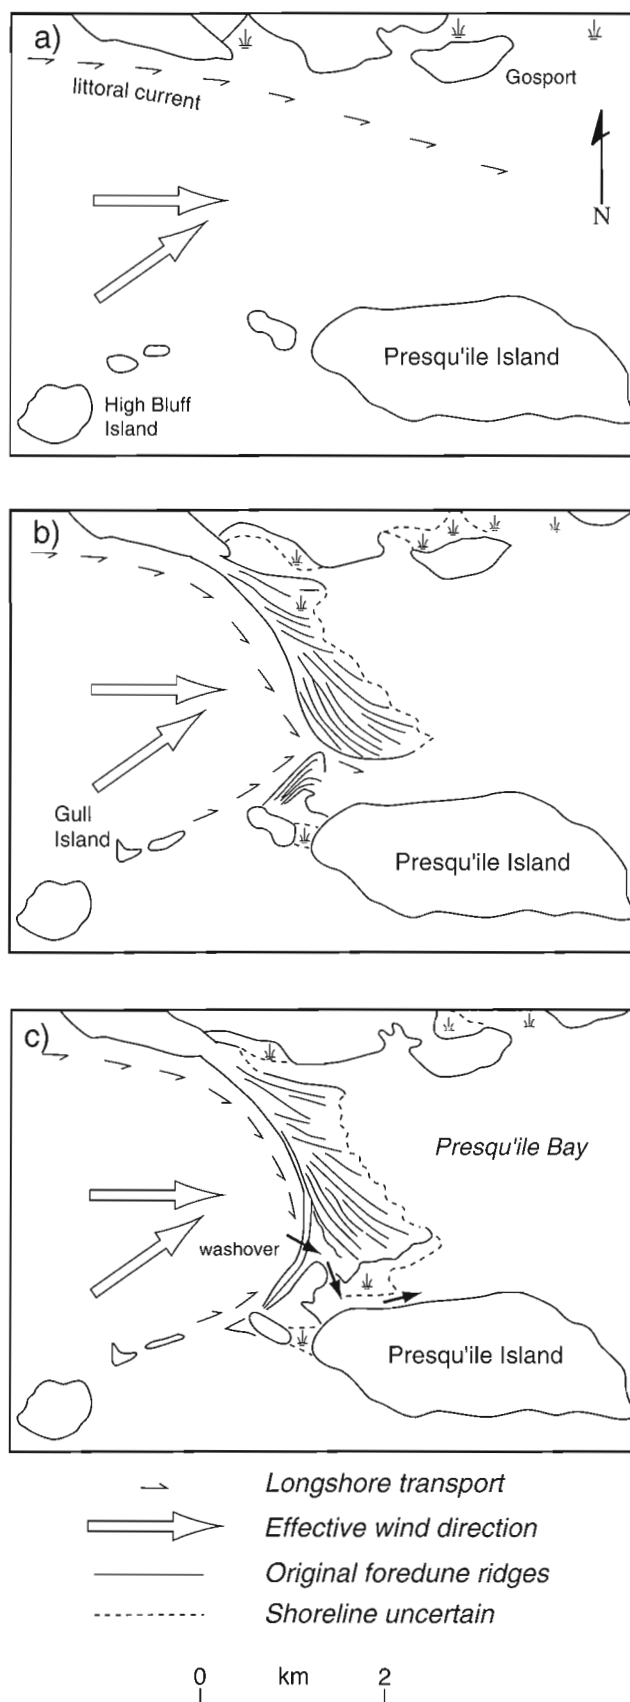 a)
Gosport
littoral current
N
Presqu'ile Island
High Bluff
Island
b)
Gull
Island
Presqu'ile Island
c)
Presqu'ile Bay
washover
Presqu'ile Island
Longshore transport
Effective wind direction
Original foredune ridges
Shoreline uncertain
0 km 2